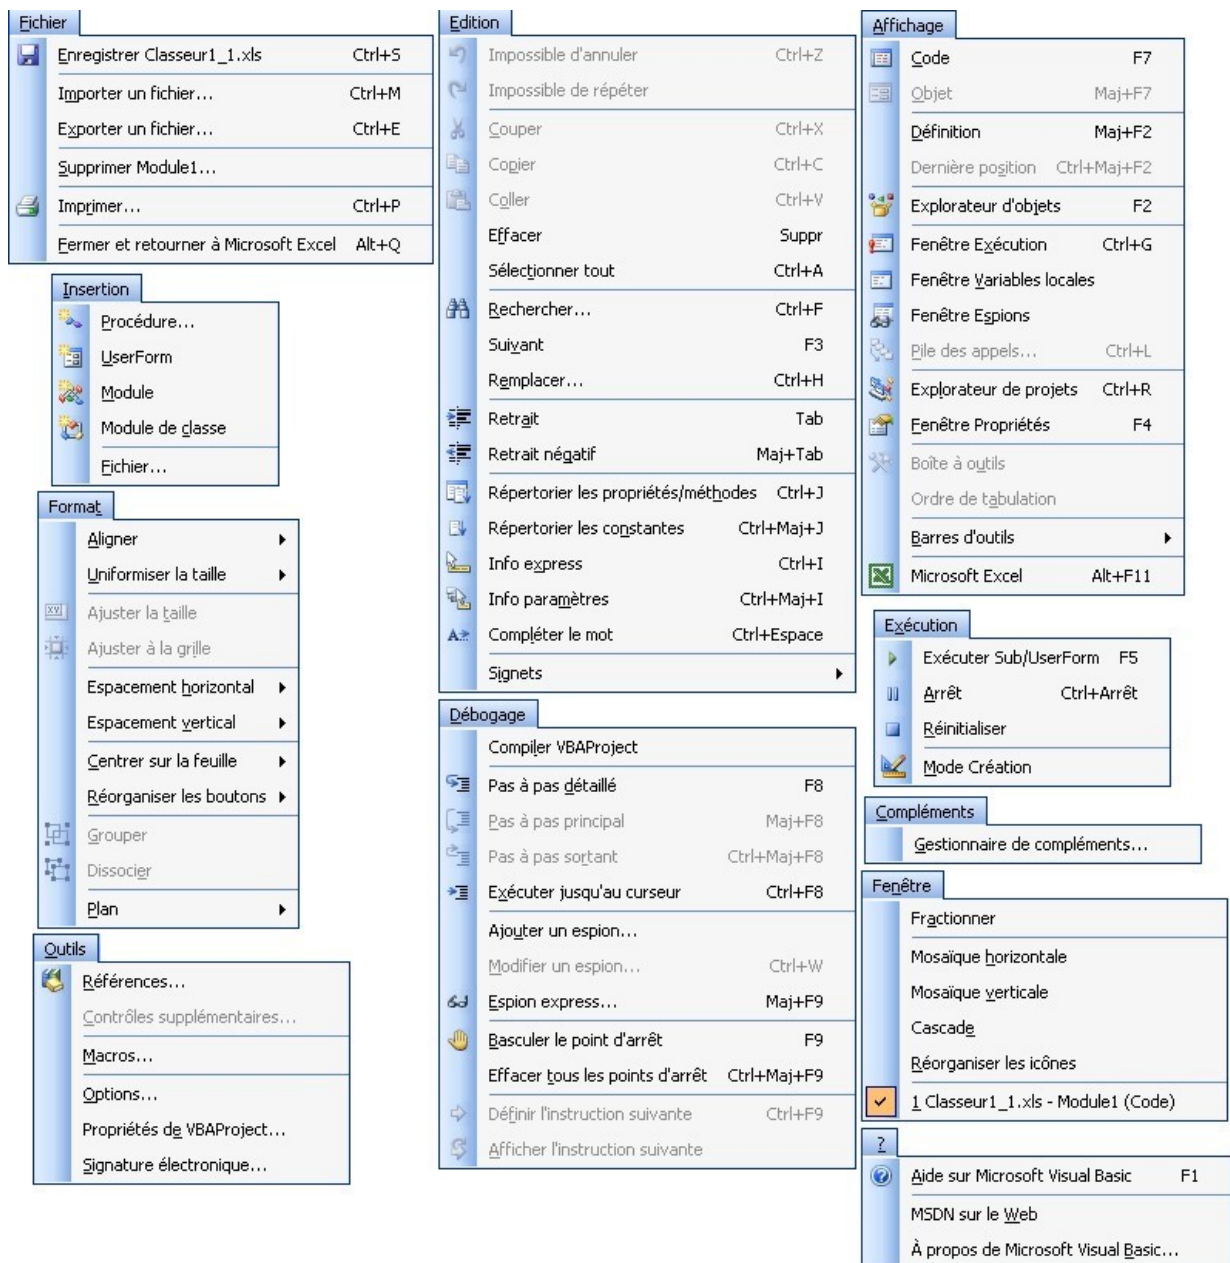 Fichier
Enregistrer Classeur1_1.xls Ctrl+S
Importer un fichier... Ctrl+M
Exporter un fichier... Ctrl+E
Supprimer Module1...
Imprimer... Ctrl+P
Fermer et retourner à Microsoft Excel Alt+Q
Insertion
Procédure...
UserForm
Module
Module de classe
Fichier...
Format
Aligner
Uniformiser la taille
Ajuster la taille
Ajuster à la grille
Espacement horizontal
Espacement vertical
Centrer sur la feuille
Réorganiser les boutons
Grouper
Dissocier
Plan
Outils
Références...
Contrôles supplémentaires...
Macros...
Options...
Propriétés de VBAProject...
Signature électronique...
Edition
Impossible d'annuler Ctrl+Z
Impossible de répéter
Couper Ctrl+X
Copier Ctrl+C
Coller Ctrl+V
Effacer Suppr
Sélectionner tout Ctrl+A
Rechercher... Ctrl+F
Suivant F3
Remplacer... Ctrl+H
Retrait Tab
Retrait négatif Maj+Tab
Répertorier les propriétés/méthodes Ctrl+J
Répertorier les constantes Ctrl+Maj+J
Info express Ctrl+I
Info paramètres Ctrl+Maj+I
Compléter le mot Ctrl+Espace
Signets
Débogage
Compiler VBAProject
Pas à pas détaillé F8
Pas à pas principal Maj+F8
Pas à pas sortant Ctrl+Maj+F8
Exécuter jusqu'au curseur Ctrl+F8
Ajouter un espion...
Modifier un espion... Ctrl+W
Espion express... Maj+F9
Basculer le point d'arrêt F9
Effacer tous les points d'arrêt Ctrl+Maj+F9
Définir l'instruction suivante Ctrl+F9
Afficher l'instruction suivante
Affichage
Code F7
Objet Maj+F7
Définition Maj+F2
Dernière position Ctrl+Maj+F2
Explorateur d'objets F2
Fenêtre Exécution Ctrl+G
Fenêtre Variables locales
Fenêtre Espions
Pile des appels... Ctrl+L
Explorateur de projets Ctrl+R
Fenêtre Propriétés F4
Boîte à outils
Ordre de tabulation
Barres d'outils
Microsoft Excel Alt+F11
Exécution
Exécuter Sub/UserForm F5
Arrêt Ctrl+Arrêt
Réinitialiser
Mode Création
Compléments
Gestionnaire de compléments...
Fenêtre
Fractionner
Mosaïque horizontale
Mosaïque verticale
Cascade
Réorganiser les icônes
1 Classeur1_1.xls - Module1 (Code)
?
Aide sur Microsoft Visual Basic F1
MSDN sur le Web
À propos de Microsoft Visual Basic...